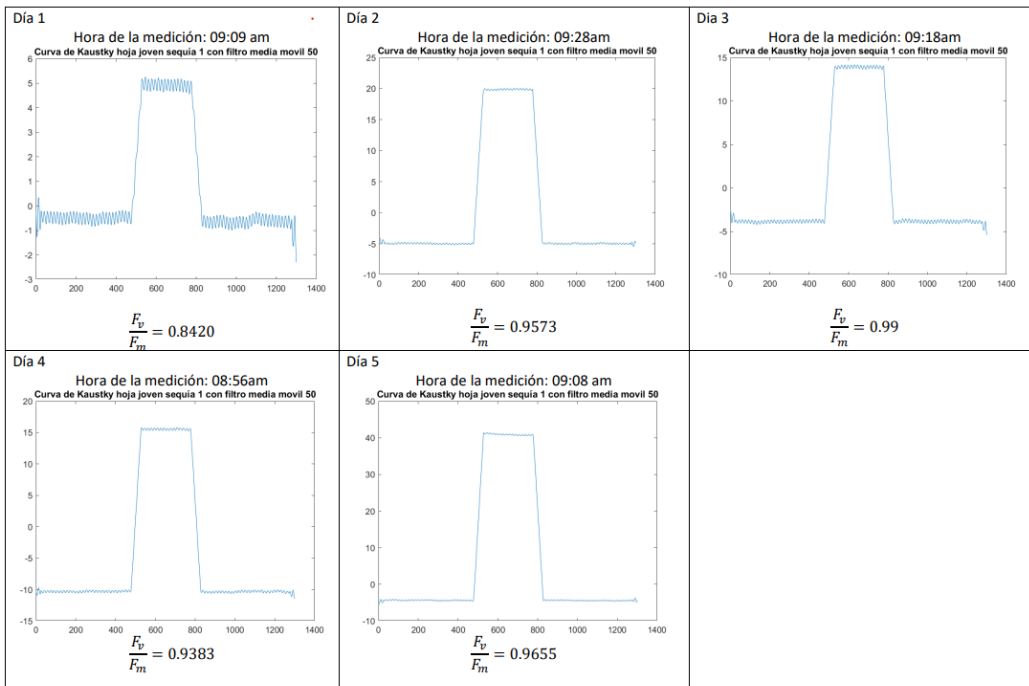 Día 1
Hora de la medición: 09:09 am
Curva de Kaustky hoja joven sequia 1 con filtro media movil 50
6
5
4
3
2
1
0
-1
-2
-3
0 200 400 600 800 1000 1200 1400
F_v/F_m = 0.8420
Día 2
Hora de la medición: 09:28am
Curva de Kaustky hoja joven sequia 1 con filtro media movil 50
25
20
15
10
5
0
-5
-10
0 200 400 600 800 1000 1200 1400
F_v/F_m = 0.9573
Dia 3
Hora de la medición: 09:18am
Curva de Kaustky hoja joven sequia 1 con filtro media movil 50
15
10
5
0
-5
-10
0 200 400 600 800 1000 1200 1400
F_v/F_m = 0.99
Día 4
Hora de la medición: 08:56am
Curva de Kaustky hoja joven sequia 1 con filtro media movil 50
20
15
10
5
0
-5
-10
-15
0 200 400 600 800 1000 1200 1400
F_v/F_m = 0.9383
Día 5
Hora de la medición: 09:08 am
Curva de Kaustky hoja joven sequia 1 con filtro media movil 50
50
40
30
20
10
0
-10
0 200 400 600 800 1000 1200 1400
F_v/F_m = 0.9655